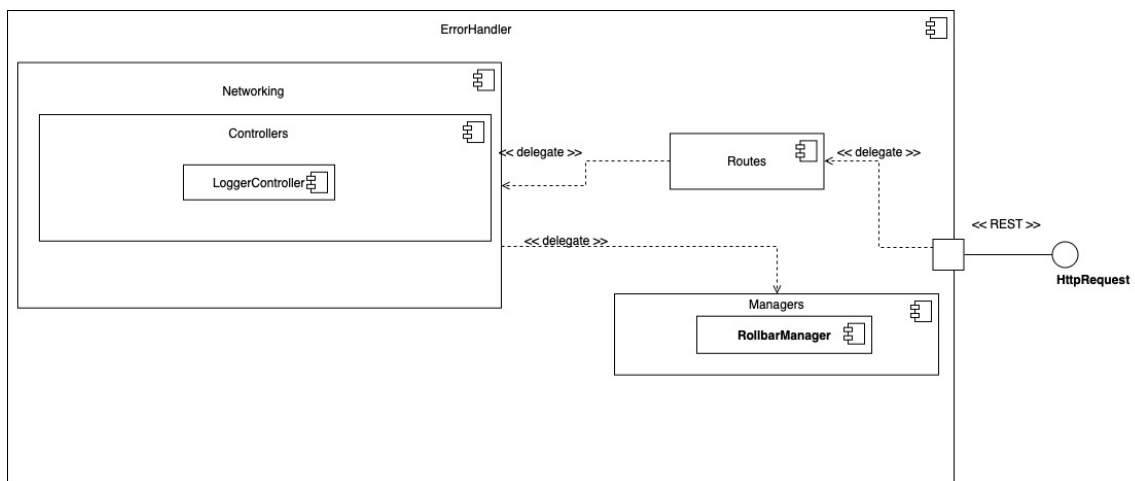 ErrorHandler
Networking
Controllers
LoggerController
<< delegate >>
Routes
<< delegate >>
<< REST >>
HttpRequest
<< delegate >>
Managers
RollbarManager